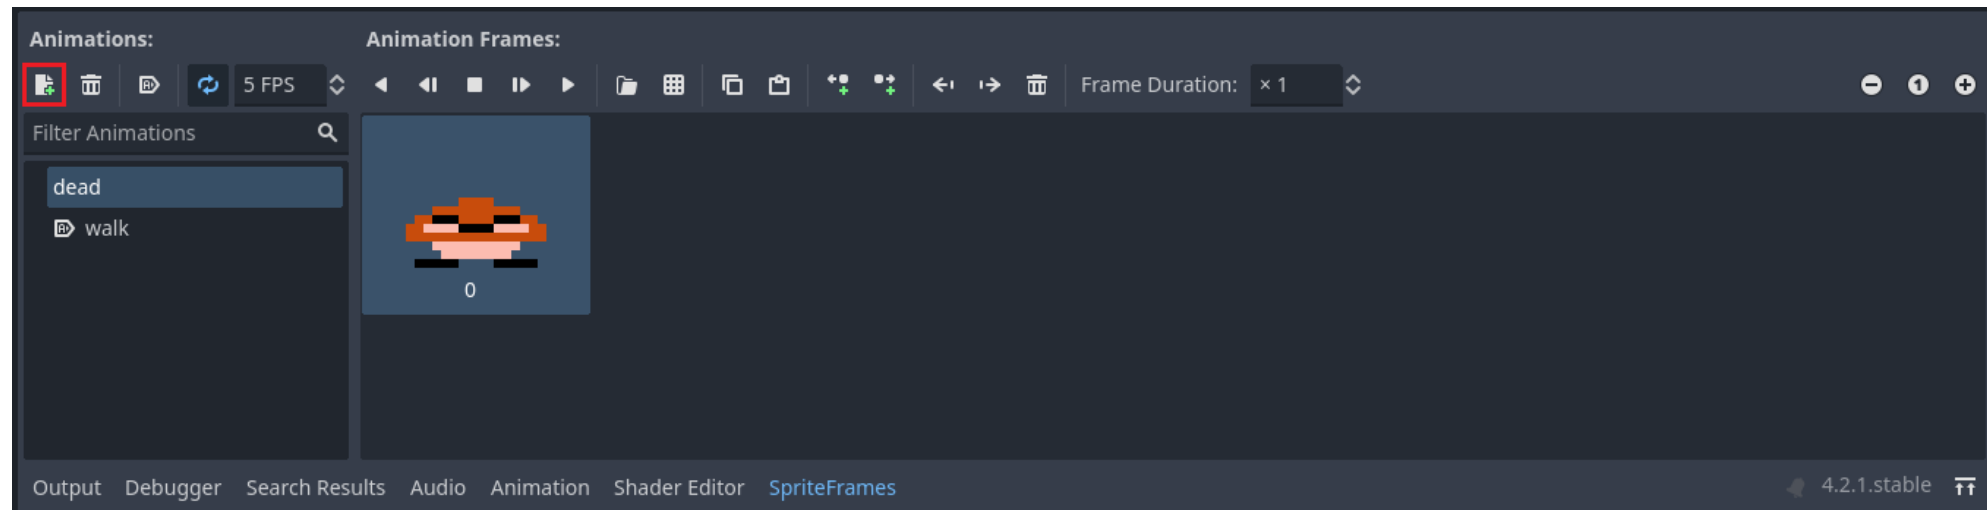 Animations: Animation Frames:
5 FPS Frame Duration: × 1 1
Filter Animations
dead
walk
0
Output Debugger Search Results Audio Animation Shader Editor SpriteFrames 4.2.1.stable